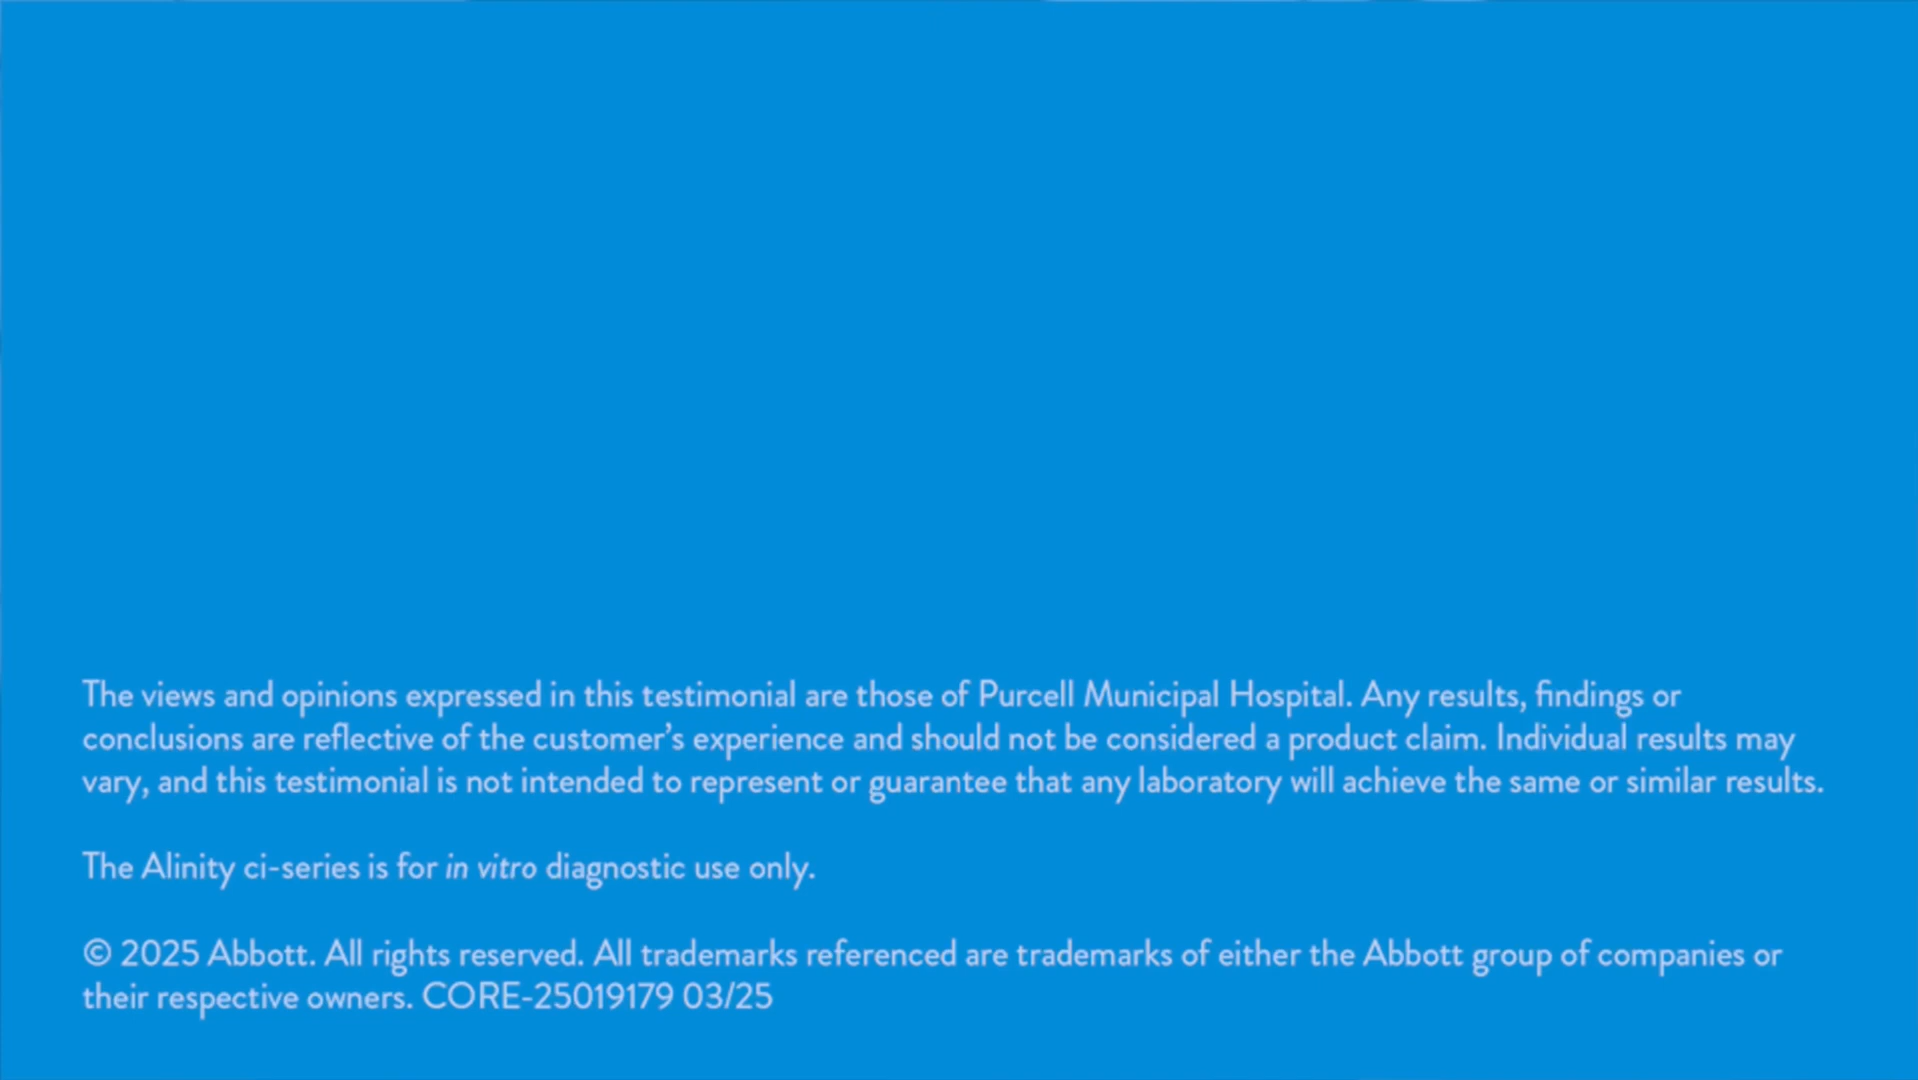 The views and opinions expressed in this testimonial are those of Purcell Municipal Hospital. Any results, findings or
conclusions are reflective of the customer’s experience and should not be considered a product claim. Individual results may
vary, and this testimonial is not intended to represent or guarantee that any laboratory will achieve the same or similar results.
The Alinity ci-series is for in vitro diagnostic use only.
© 2025 Abbott. All rights reserved. All trademarks referenced are trademarks of either the Abbott group of companies or
their respective owners. CORE-25019179 03/25